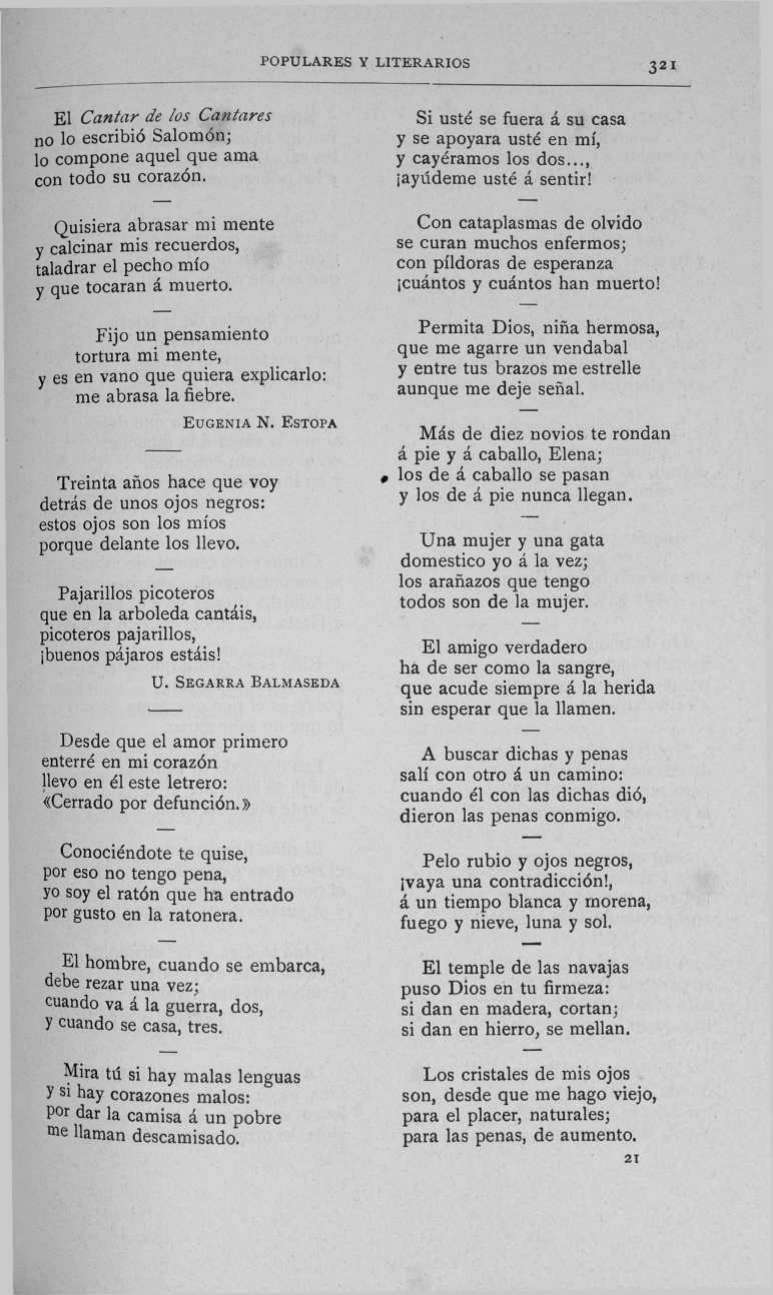 POPULARES Y LITERARIOS
321
El Cantar de los Cantares
no lo escribió Salomón;
lo compone aquel que ama
con todo su corazón.
Quisiera abrasar mi mente
y calcinar mis recuerdos,
taladrar el pecho mío
y que tocaran á muerto.
Fijo un pensamiento
tortura mi mente,
y es en vano que quiera explicarlo:
me abrasa la fiebre.
EUGENIA N. ESTOPA
Treinta años hace que voy
detrás de unos ojos negros:
estos ojos son los míos
porque delante los llevo.
Pajarillos picoteros
que en la arboleda cantáis,
picoteros pajarillos,
¡buenos pájaros estáis!
U. SEGARRA BALMASEDA
Desde que el amor primero
enterré en mi corazón
llevo en él este letrero:
«Cerrado por defunción.»
Conociéndote te quise,
por eso no tengo pena,
yo soy el ratón que ha entrado
por gusto en la ratonera.
El hombre, cuando se embarca,
debe rezar una vez;
cuando va á la guerra, dos,
y cuando se casa, tres.
Mira tú si hay malas lenguas
y si hay corazones malos:
por dar la camisa á un pobre
me llaman descamisado.
Si usté se fuera á su casa
y se apoyara usté en mí,
y cayéramos los dos...,
¡ayúdeme usté á sentir!
Con cataplasmas de olvido
se curan muchos enfermos;
con píldoras de esperanza
¡cuántos y cuántos han muerto!
Permita Dios, niña hermosa,
que me agarre un vendabal
y entre tus brazos me estrelle
aunque me deje señal.
Más de diez novios te rondan
á pie y á caballo, Elena;
los de á caballo se pasan
y los de á pie nunca llegan.
Una mujer y una gata
domestico yo á la vez;
los arañazos que tengo
todos son de la mujer.
El amigo verdadero
ha de ser como la sangre,
que acude siempre á la herida
sin esperar que la llamen.
A buscar dichas y penas
salí con otro á un camino:
cuando él con las dichas dió,
dieron las penas conmigo.
Pelo rubio y ojos negros,
¡vaya una contradicción!,
á un tiempo blanca y morena,
fuego y nieve, luna y sol.
El temple de las navajas
puso Dios en tu firmeza:
si dan en madera, cortan;
si dan en hierro, se mellan.
Los cristales de mis ojos
son, desde que me hago viejo,
para el placer, naturales;
para las penas, de aumento.
21